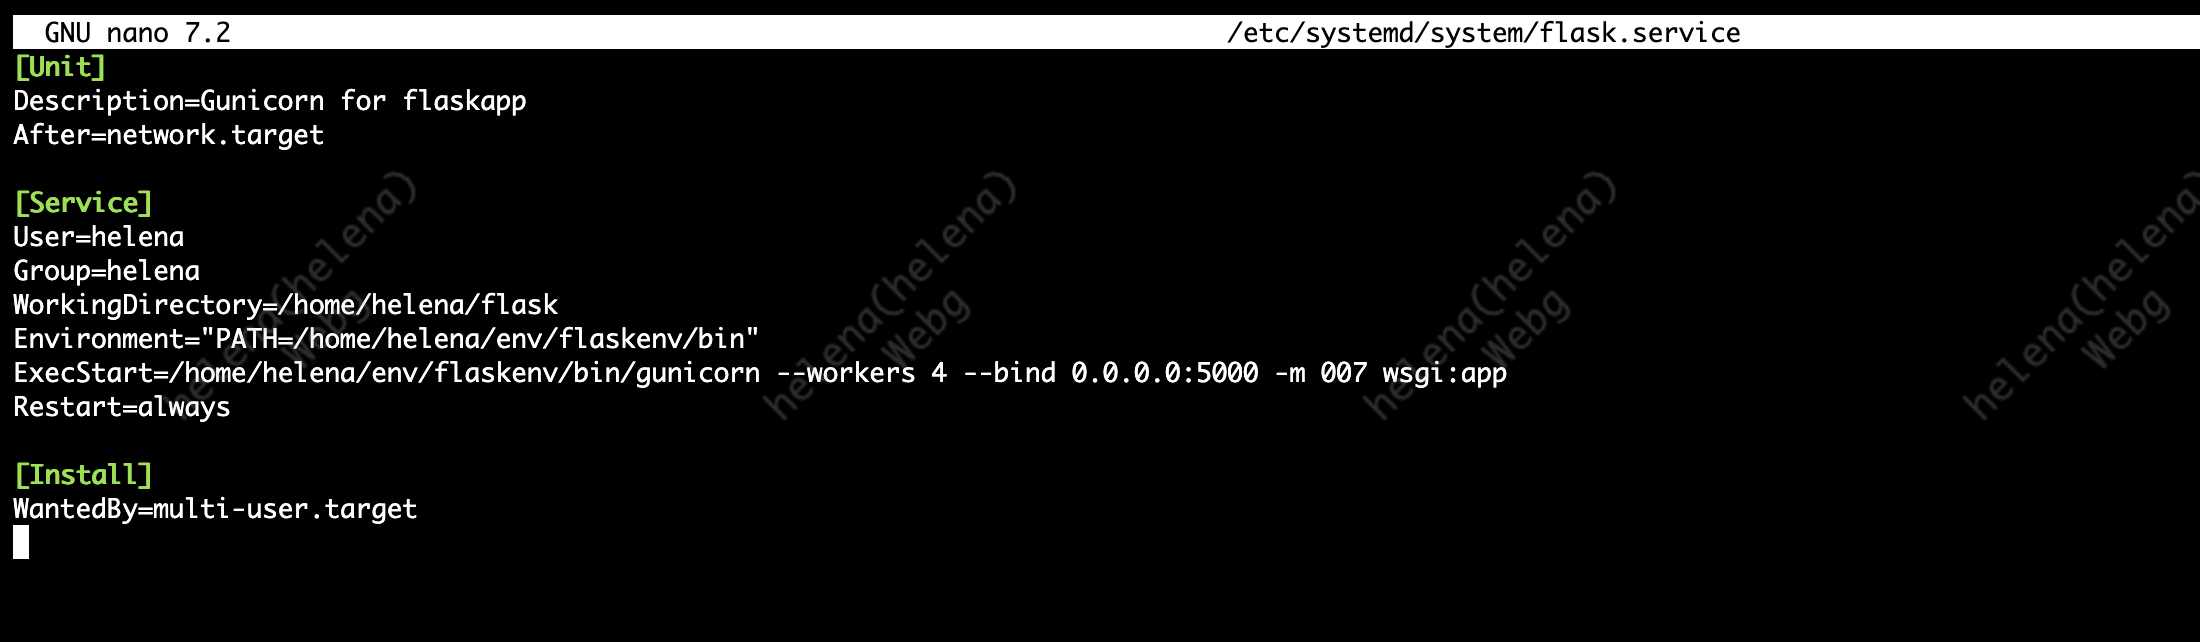 GNU nano 7.2 /etc/systemd/system/flask.service
[Unit]
Description=Gunicorn for flaskapp
After=network.target
[Service]
User=helena
Group=helena
WorkingDirectory=/home/helena/flask
Environment="PATH=/home/helena/env/flaskenv/bin"
ExecStart=/home/helena/env/flaskenv/bin/gunicorn --workers 4 --bind 0.0.0.0:5000 -m 007 wsgi:app
Restart=always
[Install]
WantedBy=multi-user.target
helena(helena)
Webg
helena(helena)
Webg
helena(helena)
Webg
helena(helena)
Webg